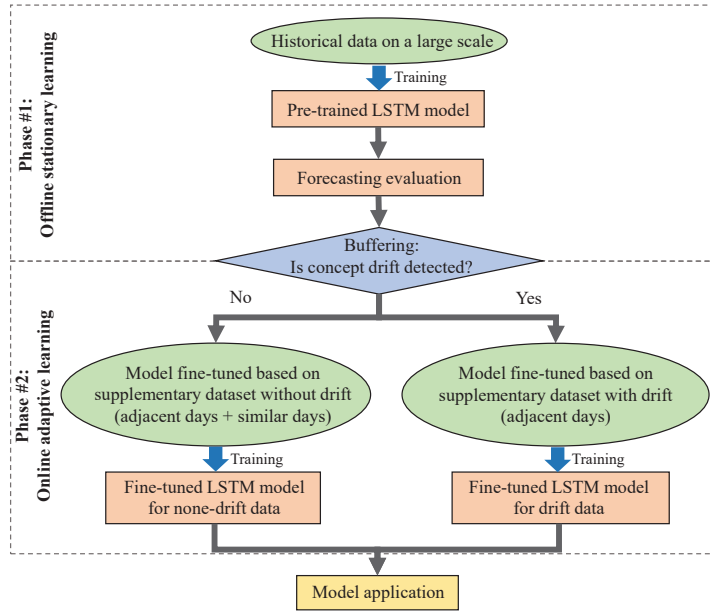 Phase #1:
Offline stationary learning
Historical data on a large scale
Training
Pre-trained LSTM model
Forecasting evaluation
Buffering:
Is concept drift detected?
Phase #2:
Online adaptive learning
No
Yes
Model fine-tuned based on
supplementary dataset without drift
(adjacent days + similar days)
Model fine-tuned based on
supplementary dataset with drift
(adjacent days)
Training
Training
Fine-tuned LSTM model
for none-drift data
Fine-tuned LSTM model
for drift data
Model application